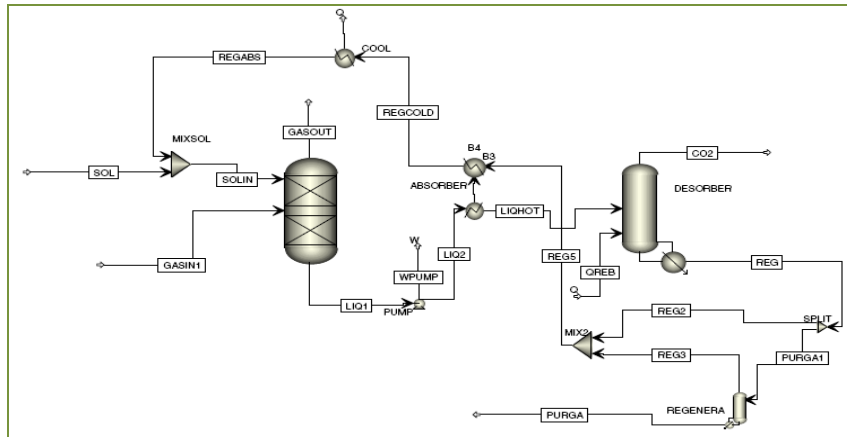 Q
COOL
REGABS
GASOUT
REGCOLD
MIXSOL
B4
B3
CO2
SOL
SOLIN
ABSORBER
DESORBER
LIQHOT
GASIN1
W
LIQ2
REG5
QREB
REG
WPUMP
Q
LIQ1
PUMP
REG2
SPLIT
MIX2
REG3
PURGA1
REGENERA
PURGA